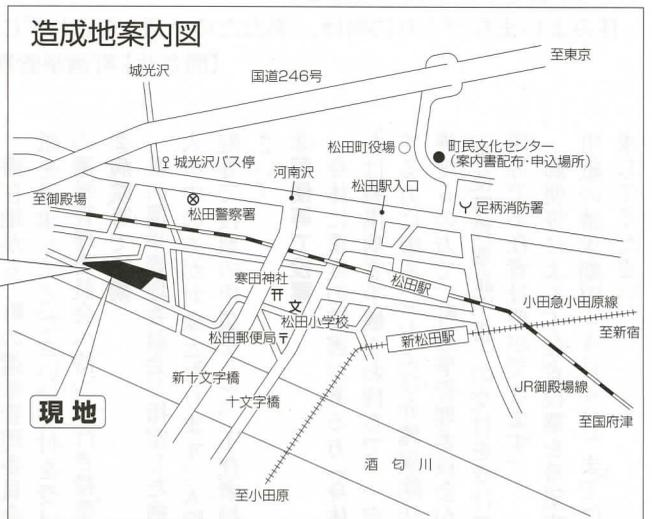 造成地案内図
至東京
城光沢
国道246号
松田町役場
町民文化センター
(案内書配布・申込場所)
城光沢バス停
河南沢
松田駅入口
至御殿場
松田警察署
足柄消防署
寒田神社
松田駅
小田急小田原線
文
松田小学校
至新宿
松田郵便局〒
新松田駅
新十文字橋
JR御殿場線
現地
十文字橋
至国府津
酒匂川
至小田原